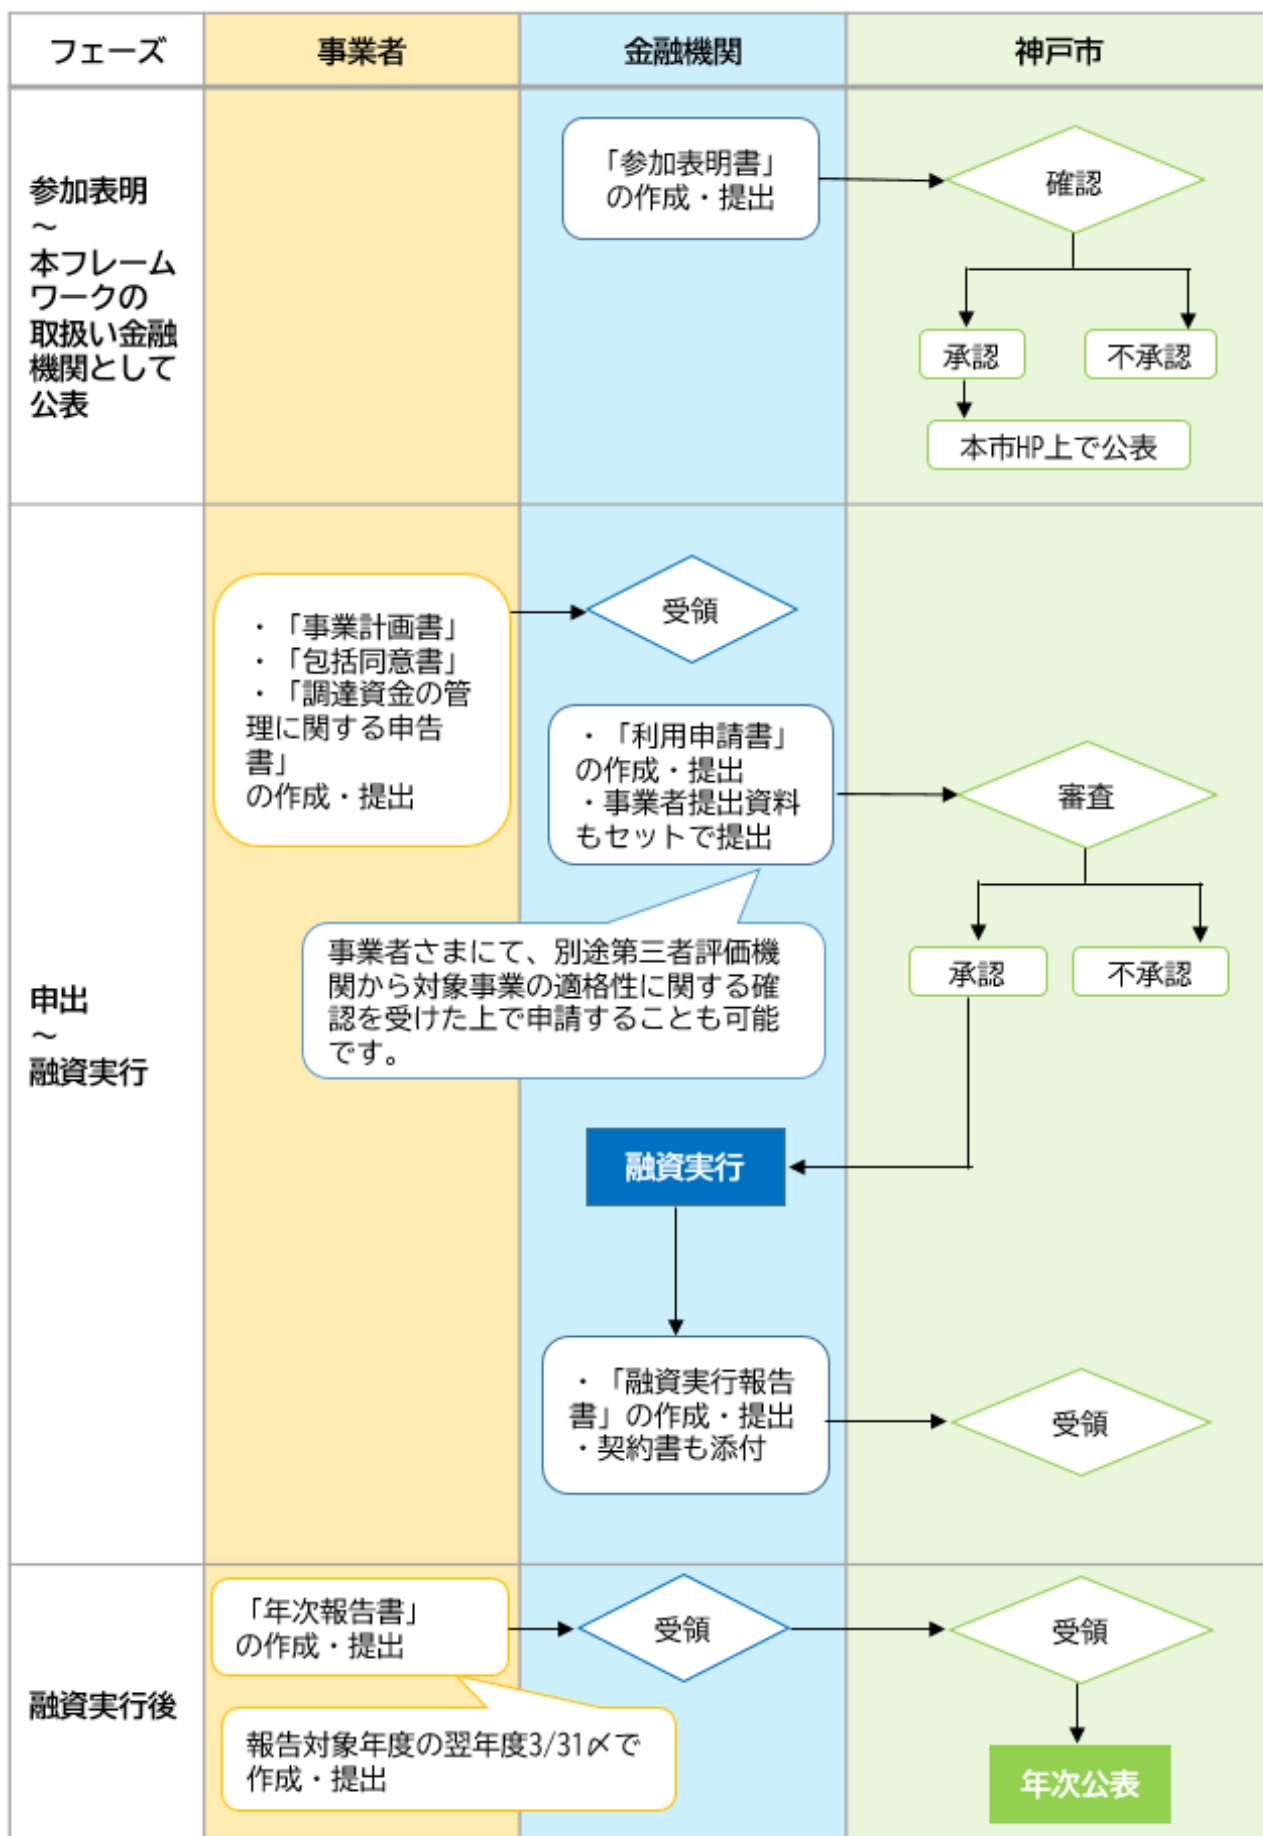 フェーズ
事業者
金融機関
神戸市
参加表明
～
本フレーム
ワークの
取扱い金融
機関として
公表
「参加表明書」
の作成・提出
確認
承認
不承認
本市HP上で公表
申出
～
融資実行
・「事業計画書」
・「包括同意書」
・「調達資金の管
理に関する申告
書」
の作成・提出
受領
・「利用申請書」
の作成・提出
・事業者提出資料
もセットで提出
審査
事業者さまにて、別途第三者評価機
関から対象事業の適格性に関する確
認を受けた上で申請することも可能
です。
承認
不承認
融資実行
・「融資実行報告
書」の作成・提出
・契約書も添付
受領
融資実行後
「年次報告書」
の作成・提出
受領
受領
報告対象年度の翌年度3/31〆で
作成・提出
年次公表